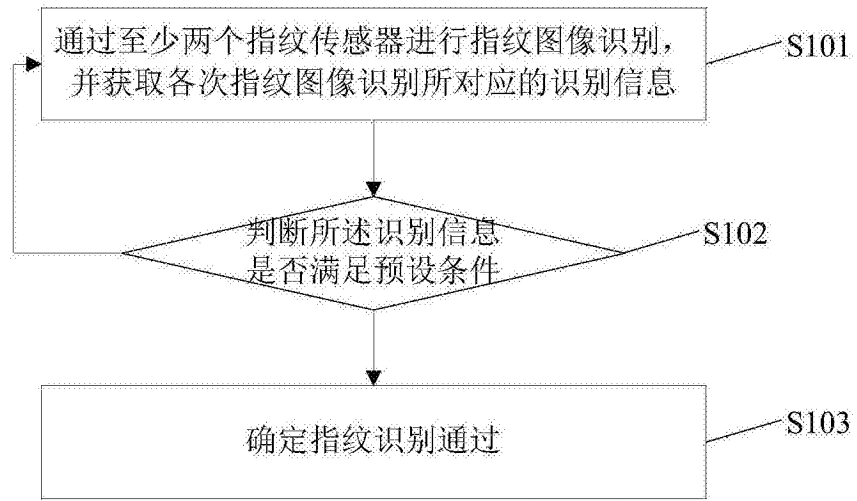 通过至少两个指纹传感器进行指纹图像识别，
并获取各次指纹图像识别所对应的识别信息
S101
判断所述识别信息
是否满足预设条件
S102
确定指纹识别通过
S103